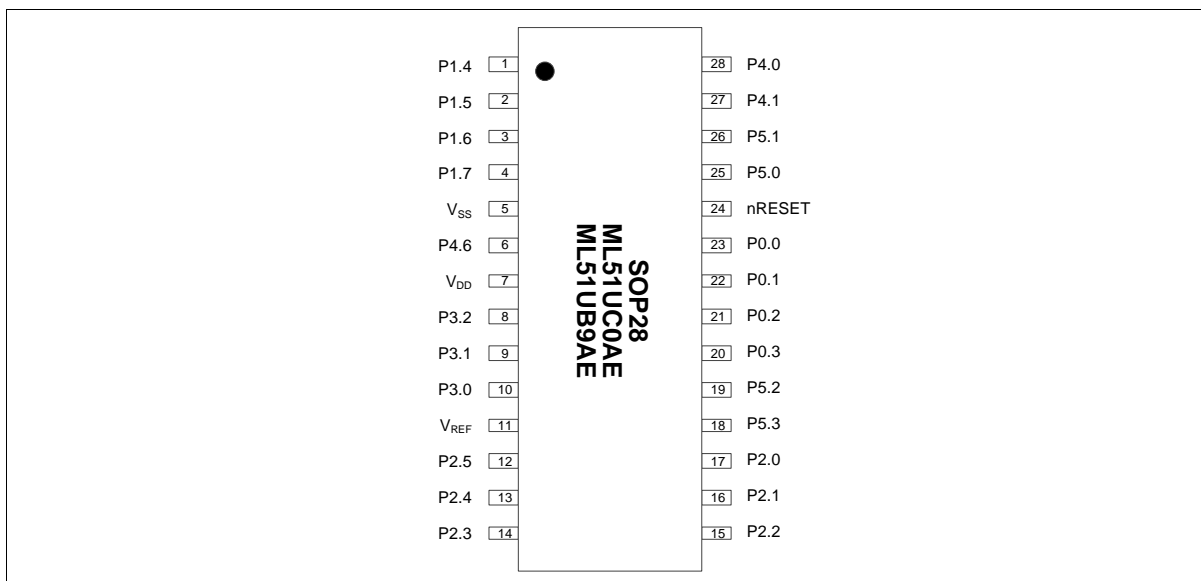 P1.4 1
P1.5 2
P1.6 3
P1.7 4
VSS 5
P4.6 6
VDD 7
P3.2 8
P3.1 9
P3.0 10
VREF 11
P2.5 12
P2.4 13
P2.3 14
SOP28
ML51UC0AE
ML51UB9AE
28 P4.0
27 P4.1
26 P5.1
25 P5.0
24 nRESET
23 P0.0
22 P0.1
21 P0.2
20 P0.3
19 P5.2
18 P5.3
17 P2.0
16 P2.1
15 P2.2